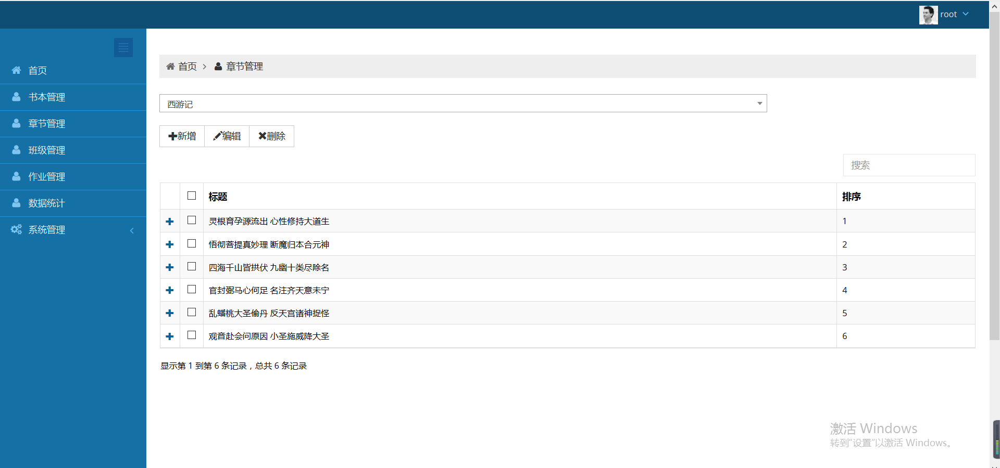 root
首页
书本管理
章节管理
班级管理
作业管理
数据统计
系统管理
首页 > 章节管理
西游记
新增 编辑 删除
搜索
标题 排序
灵根育孕源流出 心性修持大道生 1
悟彻菩提真妙理 断魔归本合元神 2
四海千山皆拱伏 九幽十类尽除名 3
官封弼马心何足 名注齐天意未宁 4
乱蟠桃大圣偷丹 反天宫诸神捉怪 5
观音赴会问原因 小圣施威降大圣 6
显示第 1 到第 6 条记录，总共 6 条记录
激活 Windows
转到“设置”以激活 Windows。